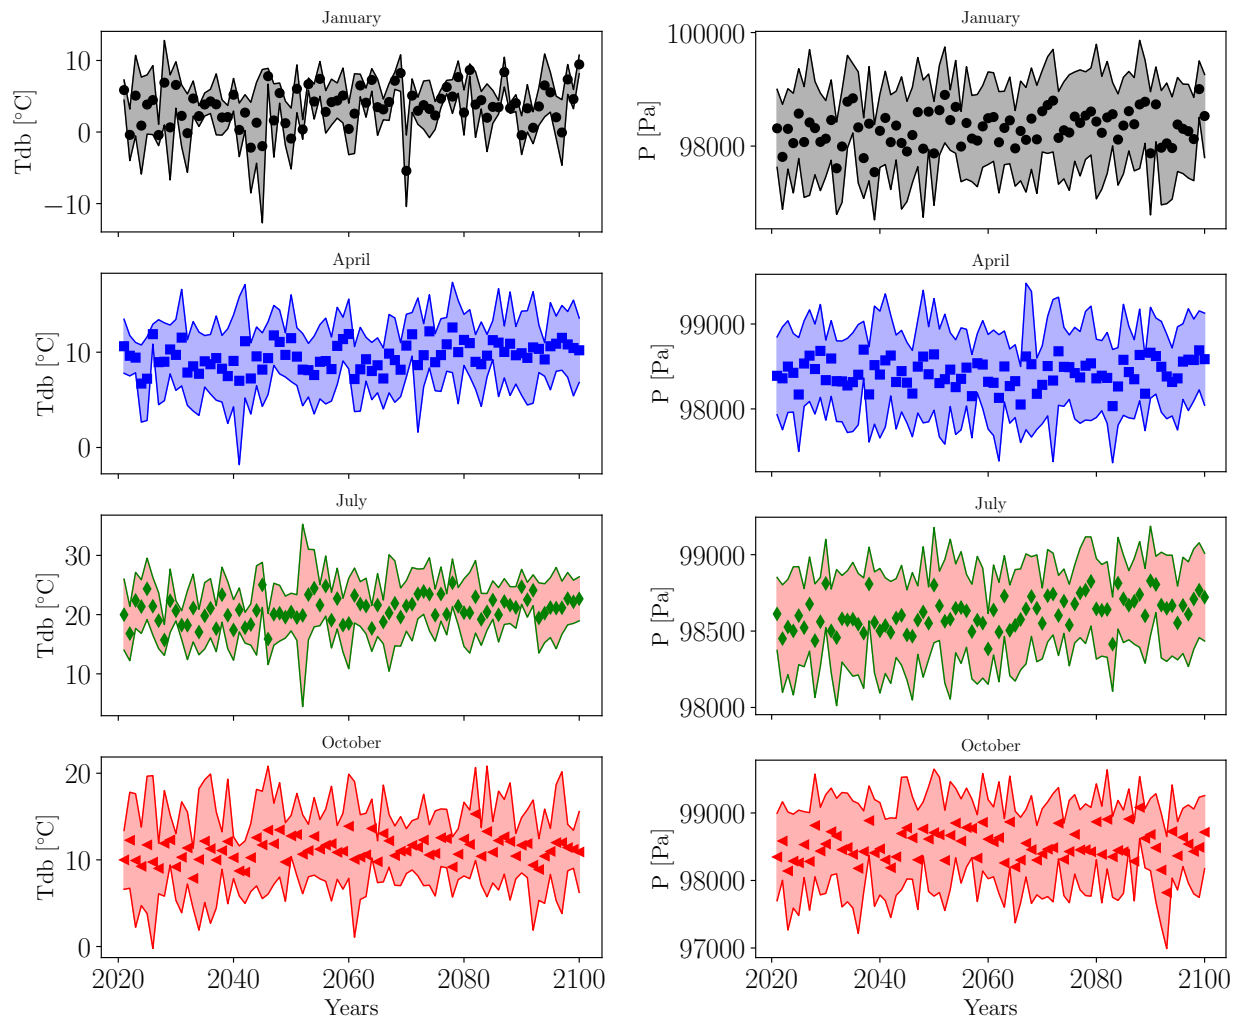 January
Tdb [°C]
10
0
−10
January
P [Pa]
100000
98000
April
Tdb [°C]
10
0
April
P [Pa]
99000
98000
July
Tdb [°C]
30
20
10
July
P [Pa]
99000
98500
98000
October
Tdb [°C]
20
10
0
2020 2040 2060 2080 2100
Years
October
P [Pa]
99000
98000
97000
2020 2040 2060 2080 2100
Years